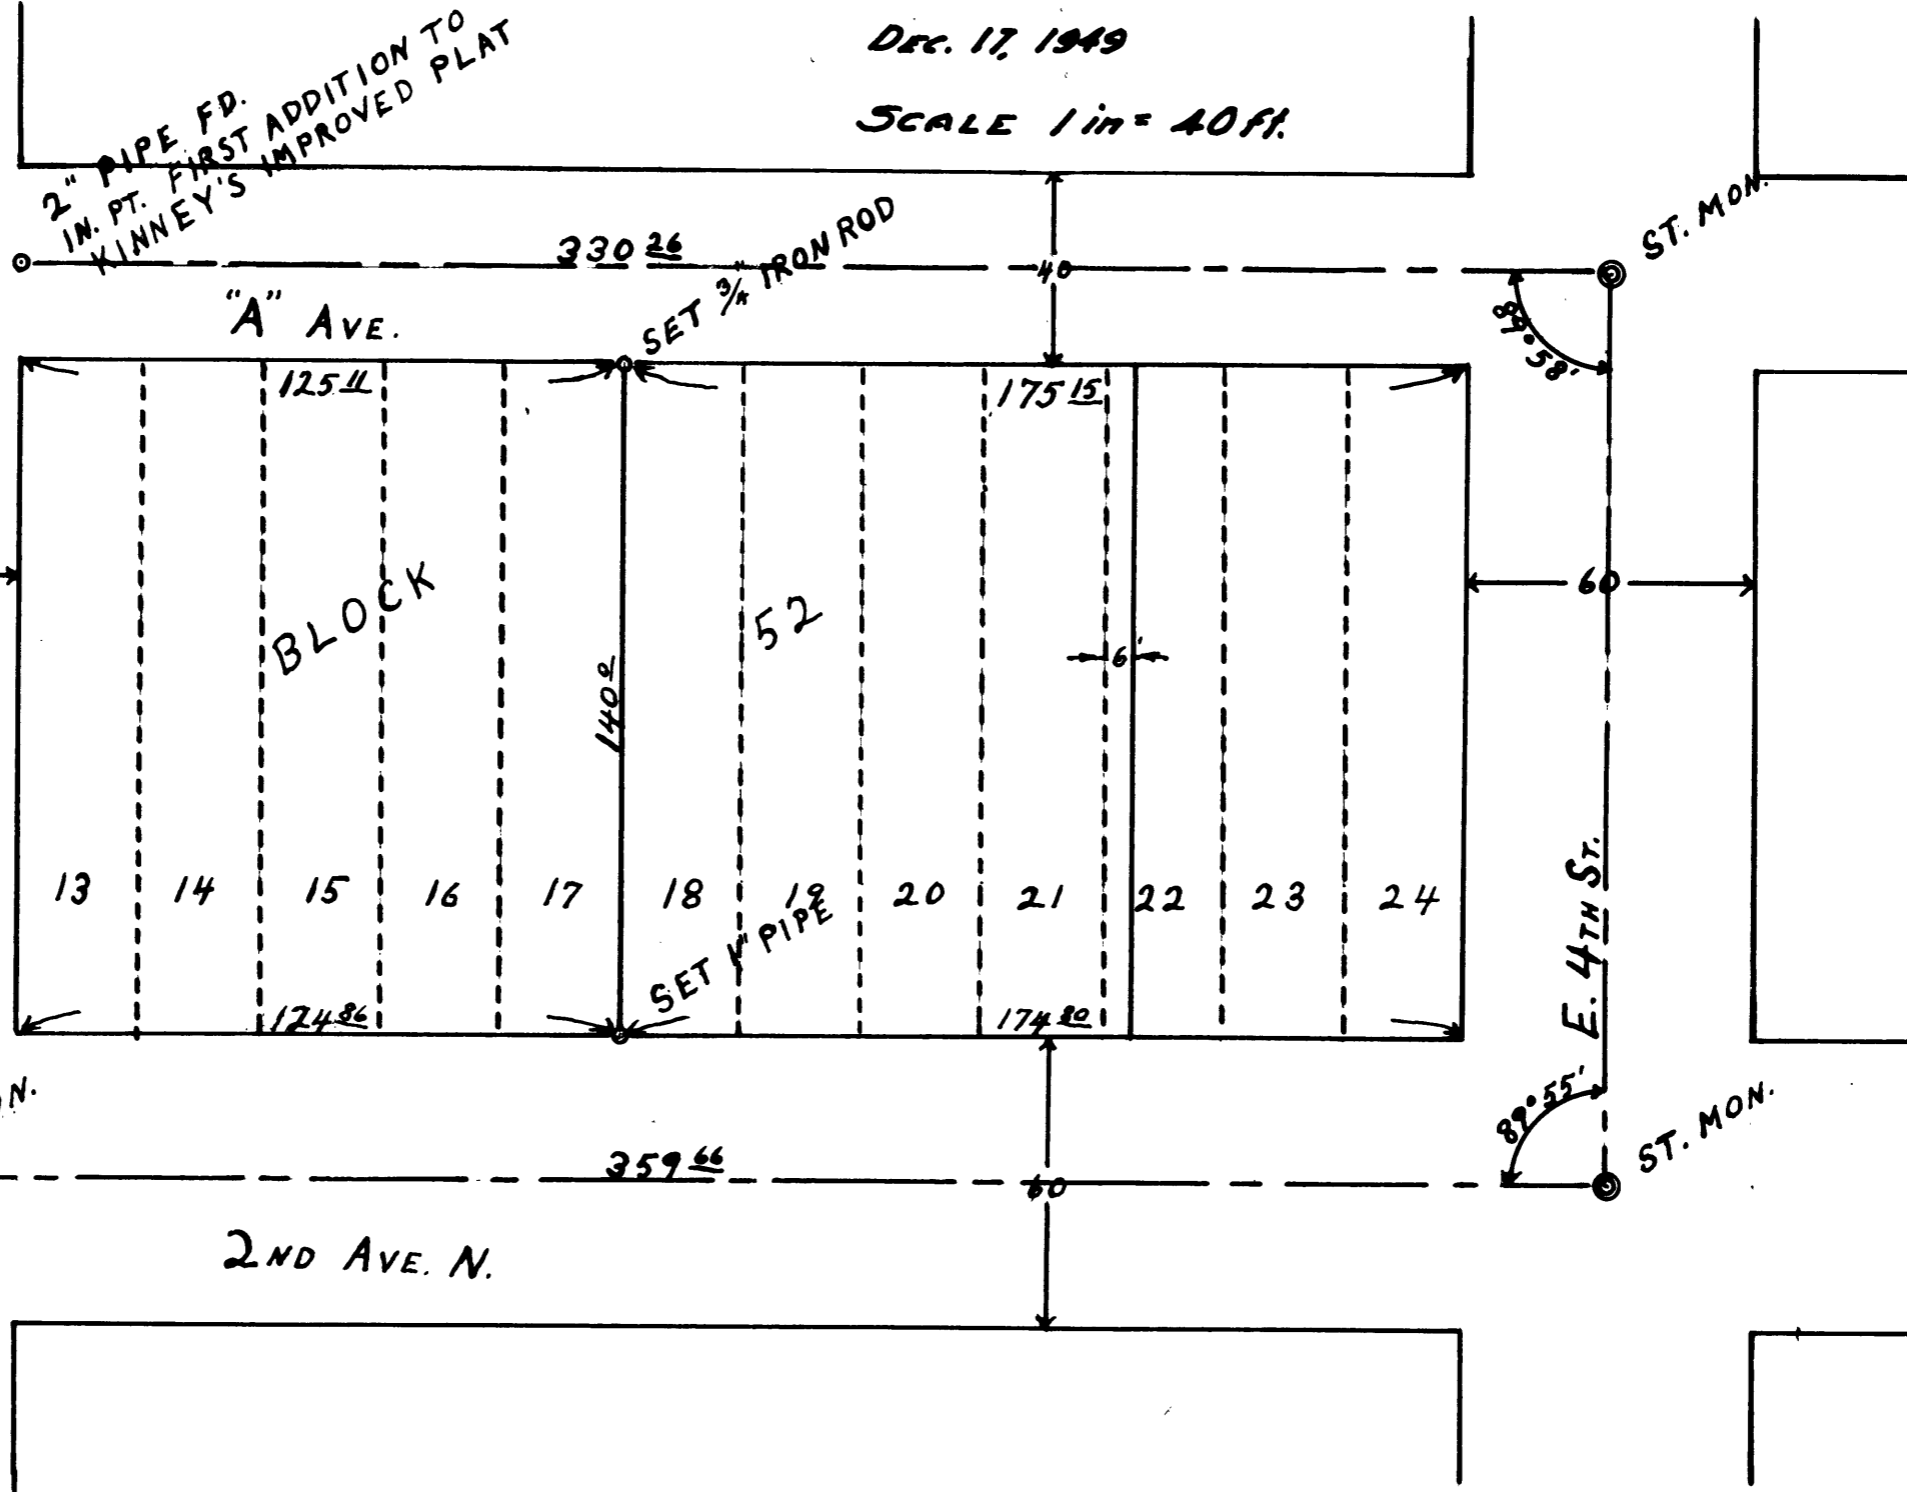 DEC. 17, 1949
SCALE 1 in = 40 ft.
2" PIPE FD.
IN. PT. FIRST ADDITION TO
KINNEY'S IMPROVED PLAT
ST. MON.
330 26
SET 3/4" IRON ROD
40
"A" AVE.
89°58'
125 11
175 15
BLOCK 52
60
6'
140 0
13 14 15 16 17 18 19 20 21 22 23 24
E. 4TH ST.
SET 1" PIPE
124 86
174 80
N.
89°55'
ST. MON.
359 66
60
2ND AVE. N.